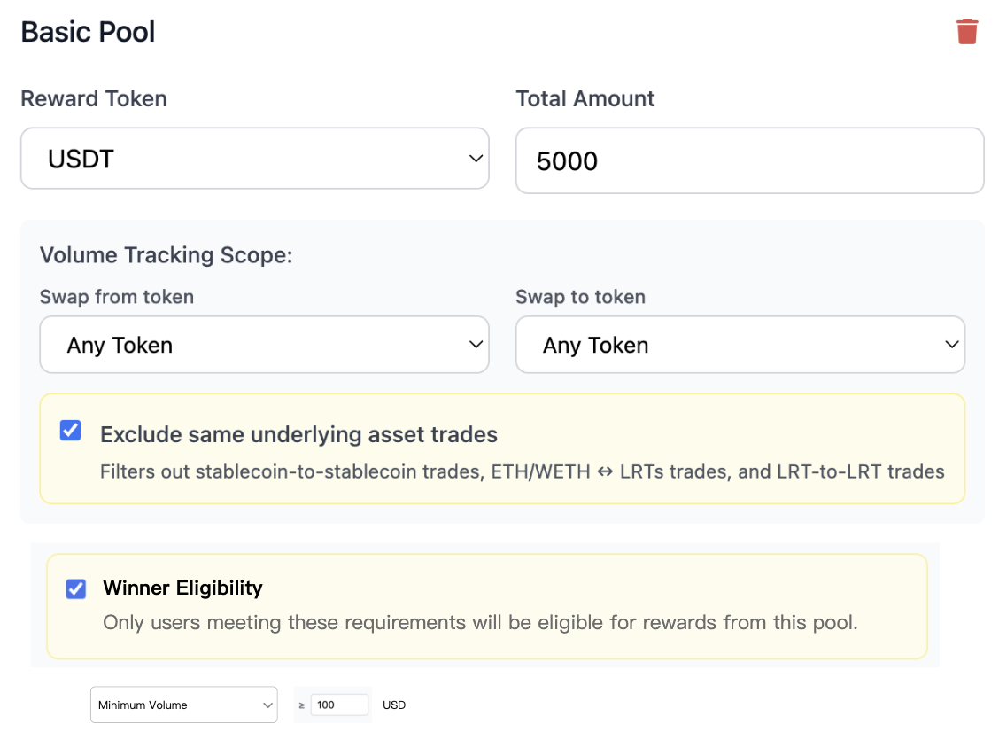 Basic Pool
Reward Token
Total Amount
USDT
5000
Volume Tracking Scope:
Swap from token
Swap to token
Any Token
Any Token
Exclude same underlying asset trades
Filters out stablecoin-to-stablecoin trades, ETH/WETH ↔ LRTs trades, and LRT-to-LRT trades
Winner Eligibility
Only users meeting these requirements will be eligible for rewards from this pool.
Minimum Volume
≥ 100 USD